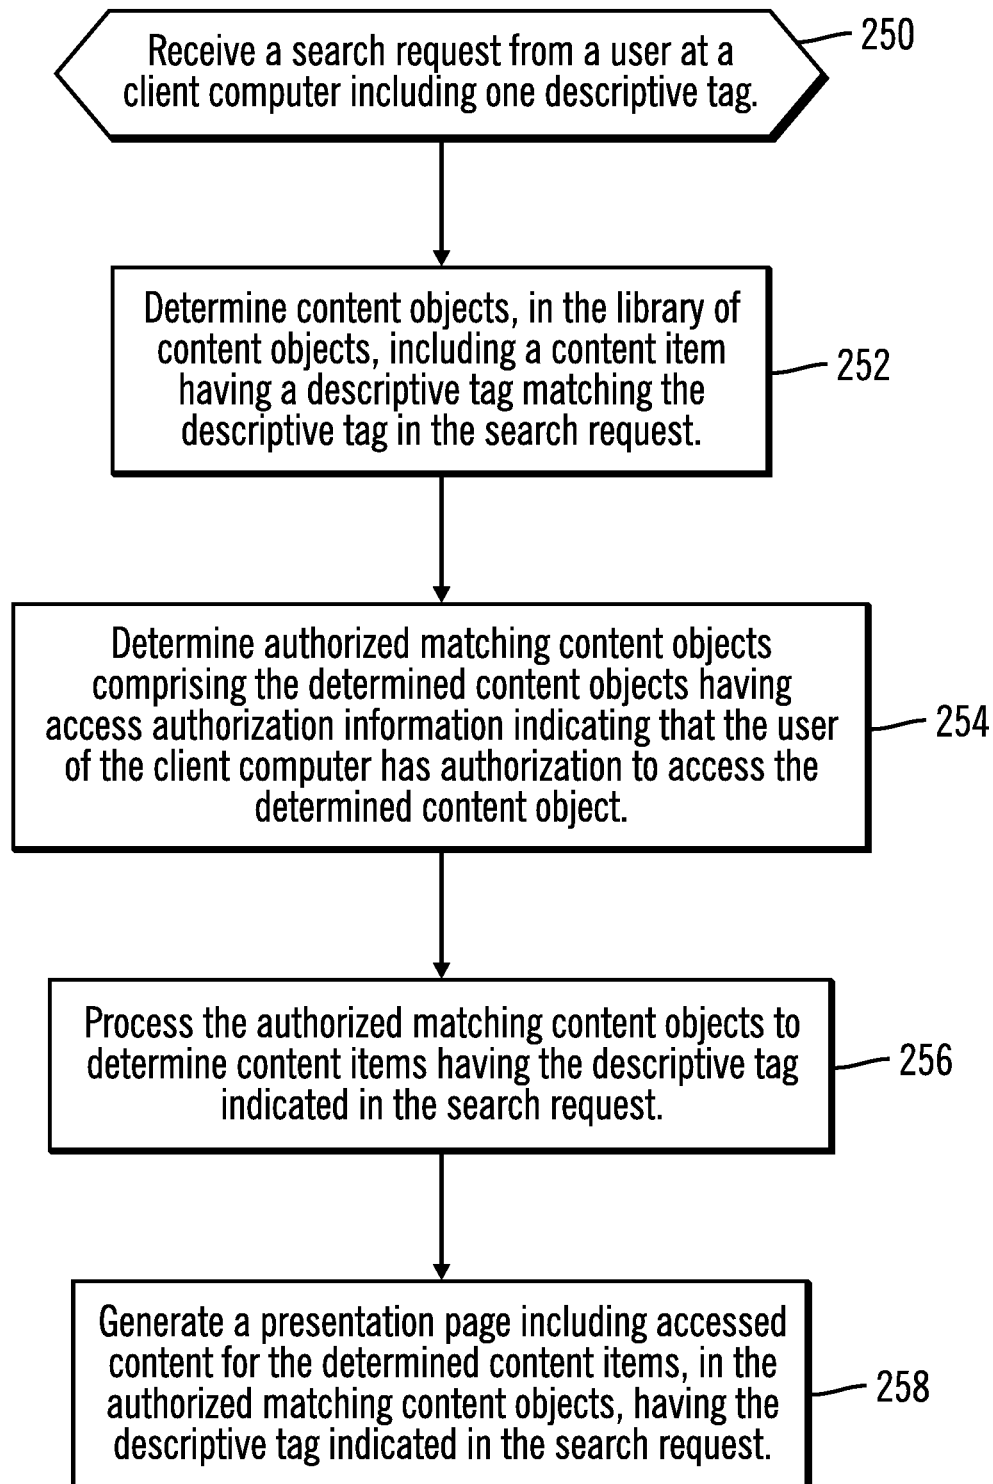 Receive a search request from a user at a
client computer including one descriptive tag.
250
Determine content objects, in the library of
content objects, including a content item
having a descriptive tag matching the
descriptive tag in the search request.
252
Determine authorized matching content objects
comprising the determined content objects having
access authorization information indicating that the user
of the client computer has authorization to access the
determined content object.
254
Process the authorized matching content objects to
determine content items having the descriptive tag
indicated in the search request.
256
Generate a presentation page including accessed
content for the determined content items, in the
authorized matching content objects, having the
descriptive tag indicated in the search request.
258